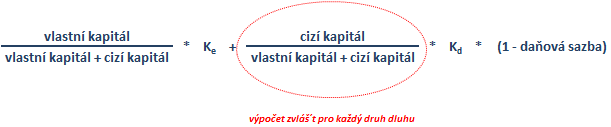 vlastní kapitál * Ke + cizí kapitál * Kd * (1 - daňová sazba)
vlastní kapitál + cizí kapitál vlastní kapitál + cizí kapitál
výpočet zvlášť pro každý druh dluhu